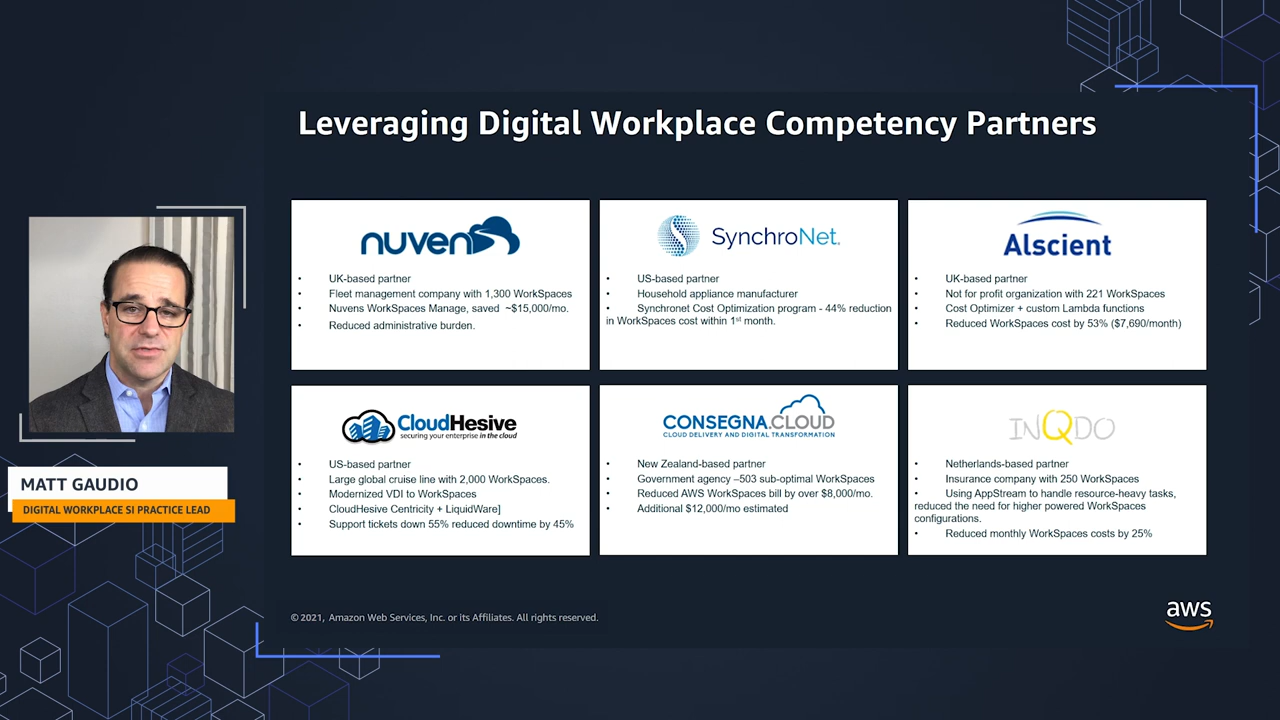 Leveraging Digital Workplace Competency Partners
nuven
• UK-based partner
• Fleet management company with 1,300 WorkSpaces
• Nuvens WorkSpaces Manage, saved ~$15,000/mo.
• Reduced administrative burden.
SynchroNet.
• US-based partner
• Household appliance manufacturer
• Synchronet Cost Optimization program - 44% reduction
in WorkSpaces cost within 1st month.
Alscient
• UK-based partner
• Not for profit organization with 221 WorkSpaces
• Cost Optimizer + custom Lambda functions
• Reduced WorkSpaces cost by 53% ($7,690/month)
CloudHesive
securing your enterprise in the cloud
• US-based partner
• Large global cruise line with 2,000 WorkSpaces.
• Modernized VDI to WorkSpaces
• CloudHesive Centricity + LiquidWare]
• Support tickets down 55% reduced downtime by 45%
CONSEGNA.CLOUD
CLOUD DELIVERY AND DIGITAL TRANSFORMATION
• New Zealand-based partner
• Government agency –503 sub-optimal WorkSpaces
• Reduced AWS WorkSpaces bill by over $8,000/mo.
• Additional $12,000/mo estimated
INQDO
• Netherlands-based partner
• Insurance company with 250 WorkSpaces
• Using AppStream to handle resource-heavy tasks,
reduced the need for higher powered WorkSpaces
configurations.
• Reduced monthly WorkSpaces costs by 25%
MATT GAUDIO
DIGITAL WORKPLACE SI PRACTICE LEAD
© 2021, Amazon Web Services, Inc. or its Affiliates. All rights reserved.
aws